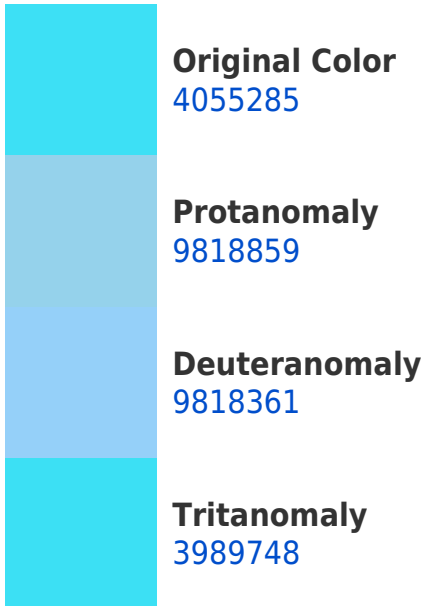 Original Color
4055285
Protanomaly
9818859
Deuteranomaly
9818361
Tritanomaly
3989748